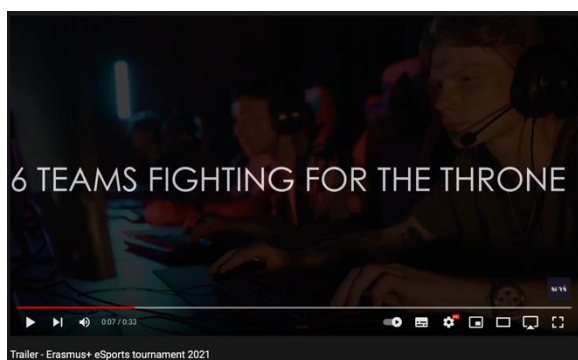 6 TEAMS FIGHTING FOR THE THRONE
0:07 / 0:33
Trailer - Erasmus+ eSports tournament 2021